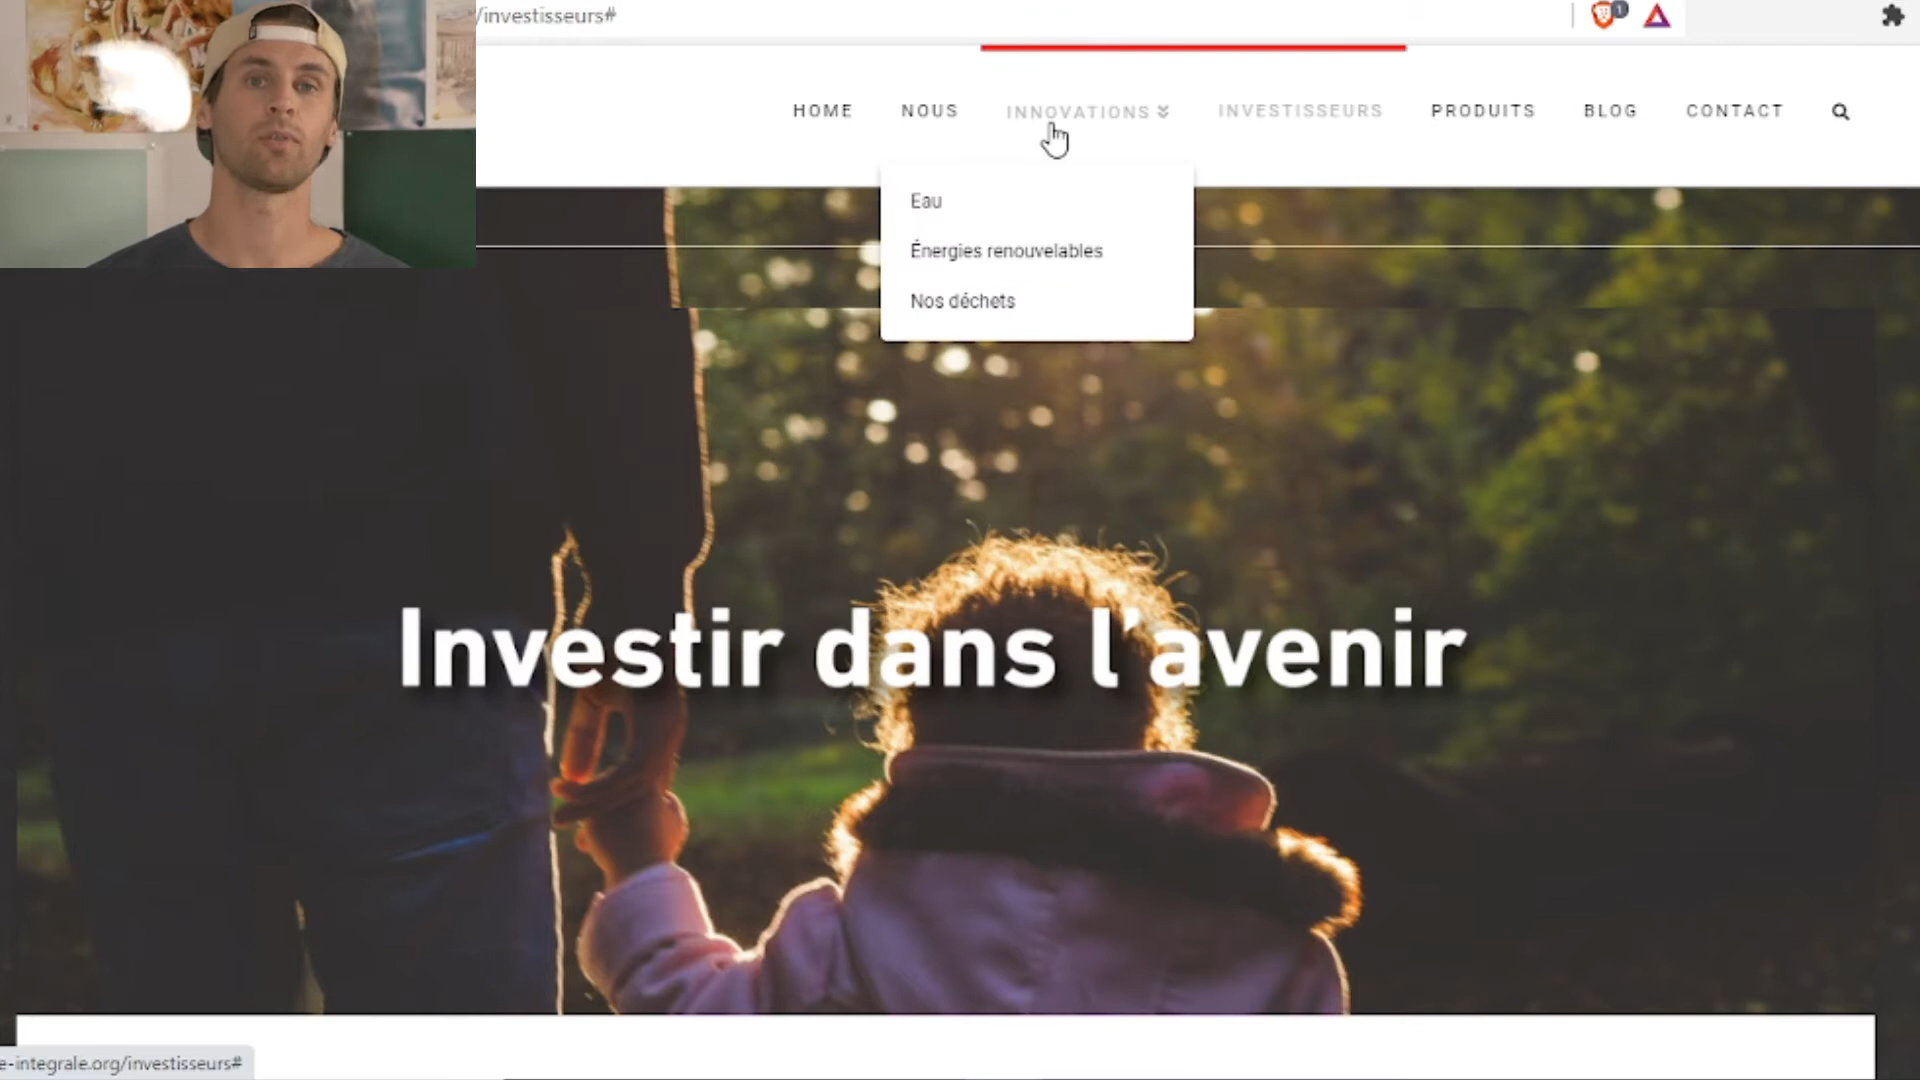 /investisseurs#
1
HOME NOUS INNOVATIONS INVESTISSEURS PRODUITS BLOG CONTACT
Eau
Énergies renouvelables
Nos déchets
Investir dans l'avenir
e-integrale.org/investisseurs#